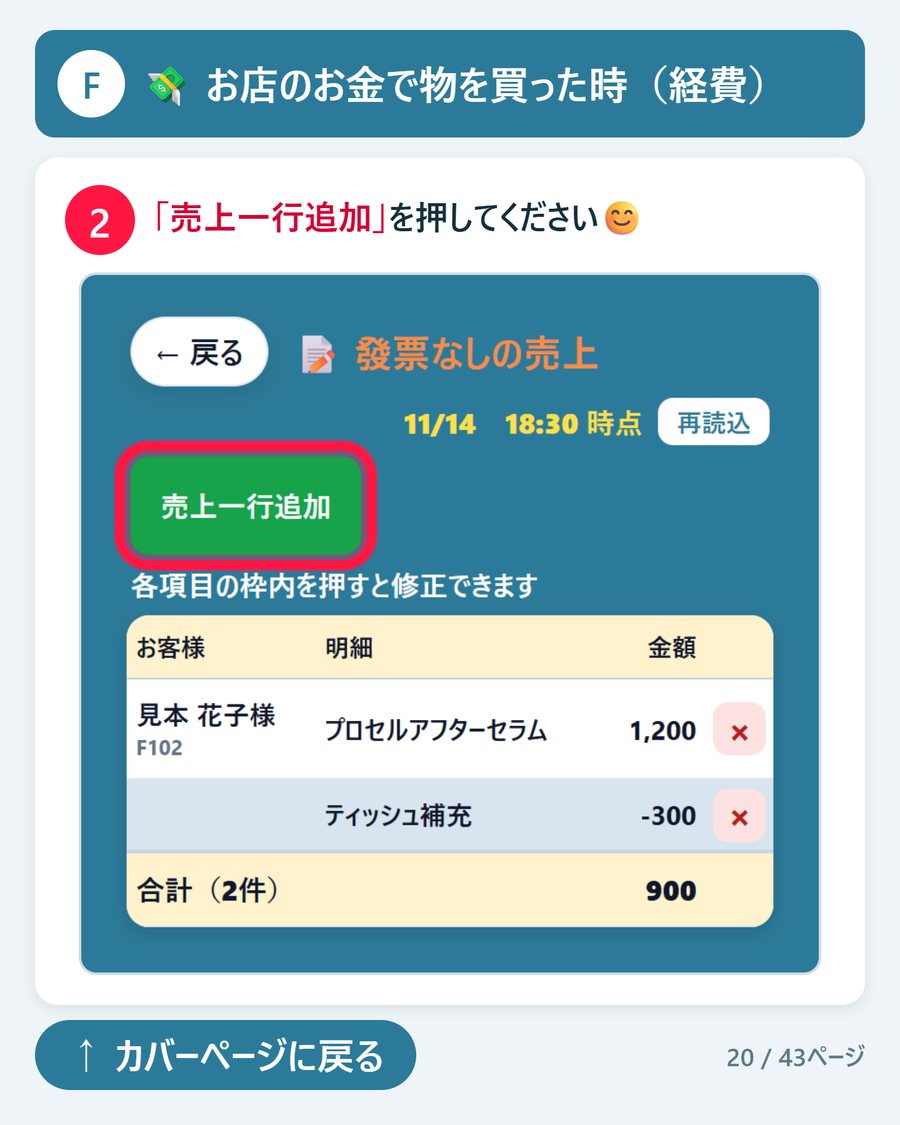 F 💸 お店のお金で物を買った時（経費）
2 「売上一行追加」を押してください😊
← 戻る 📝 發票なしの売上
11/14 18:30 時点 再読込
売上一行追加
各項目の枠内を押すと修正できます
お客様 明細 金額
見本 花子様 プロセルアフターセラム 1,200 ×
F102
ティッシュ補充 -300 ×
合計（2件） 900
↑ カバーページに戻る 20 / 43ページ